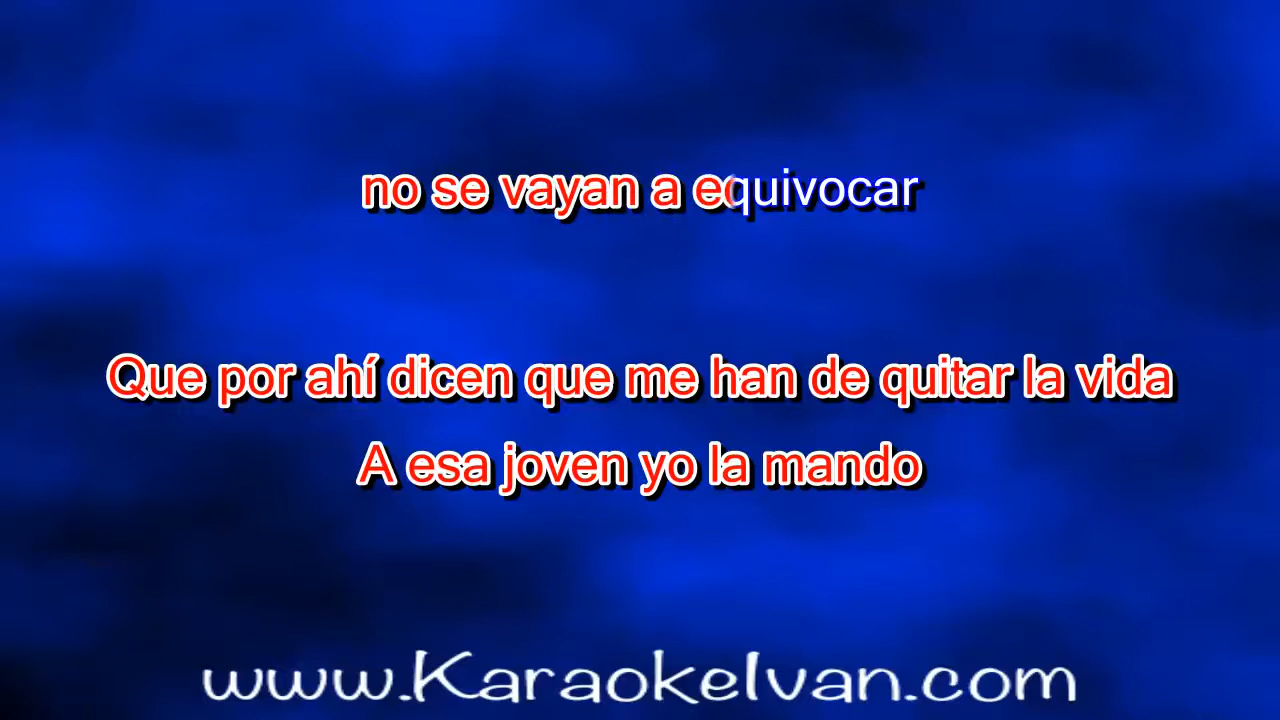 no se vayan a equivocar
Que por ahí dicen que me han de quitar la vida
A esa joven yo la mando
www.KaraokeIvan.com